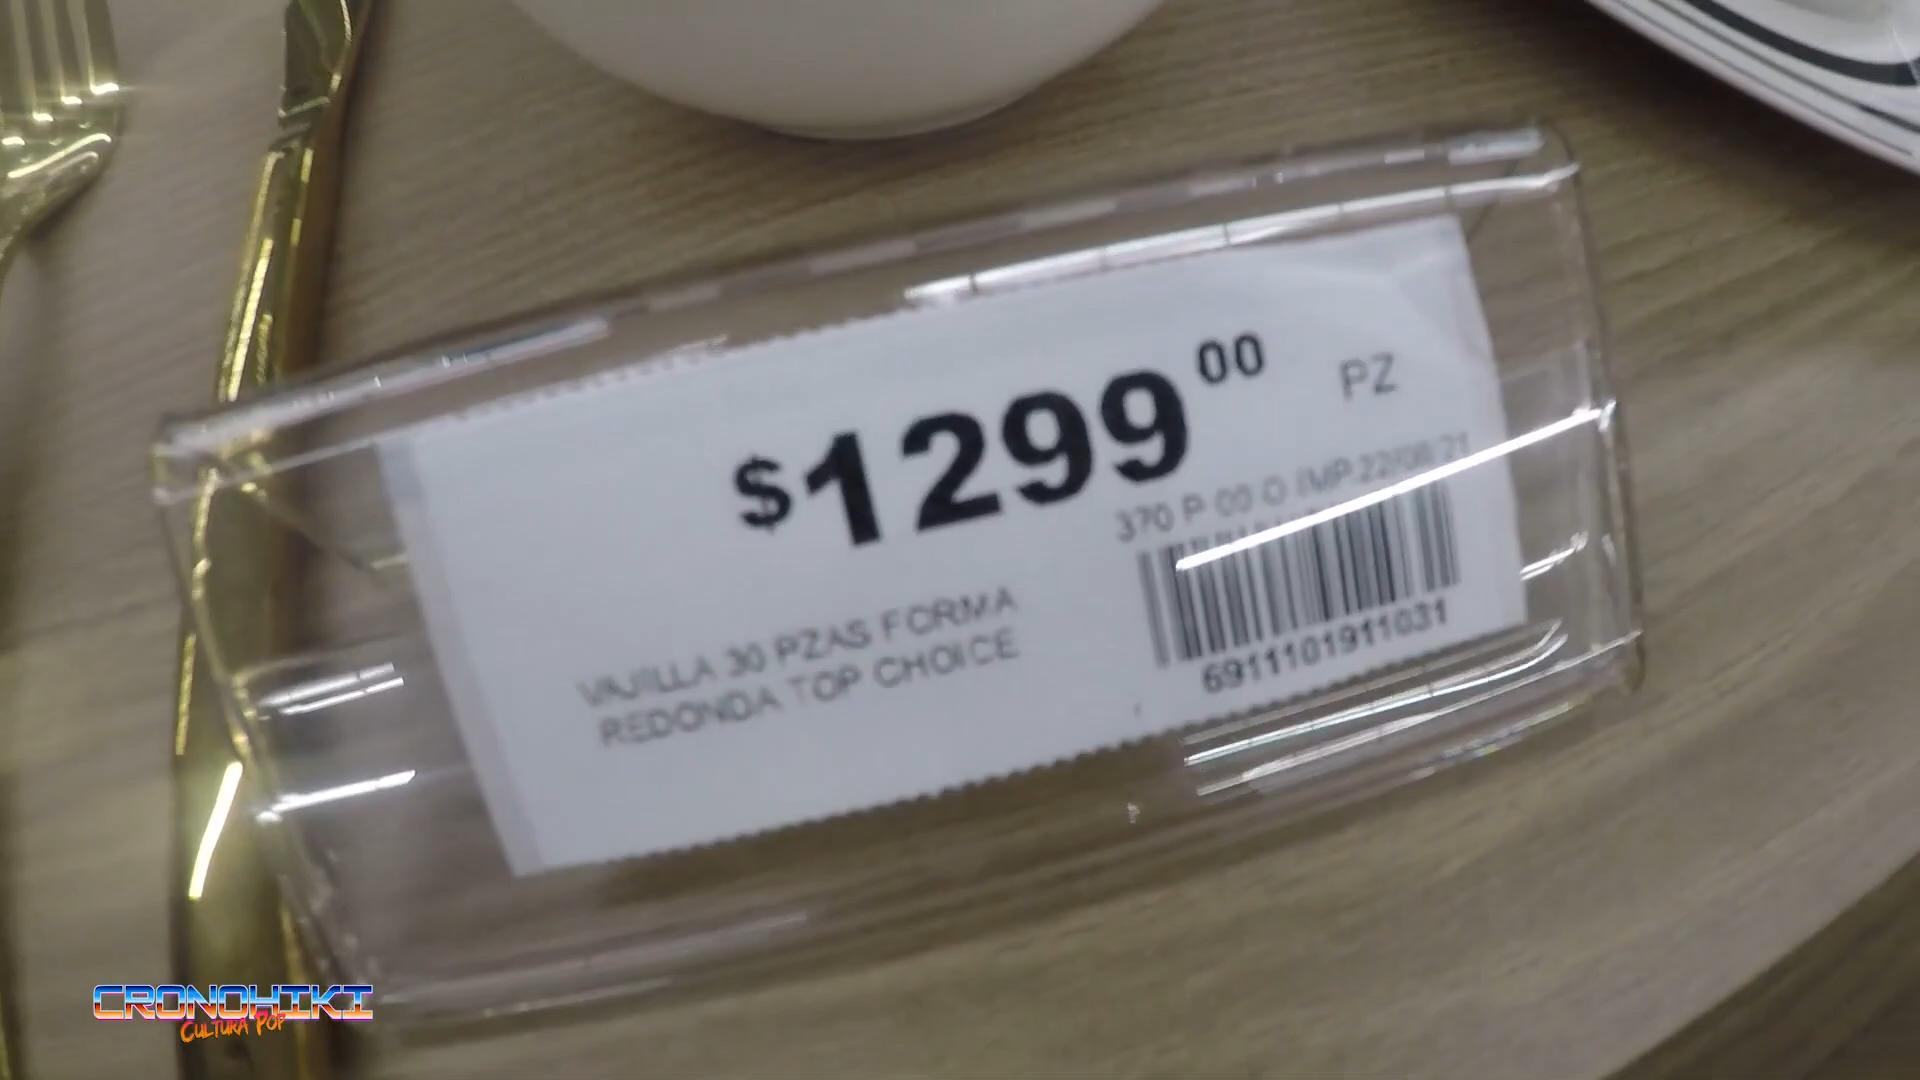 $1299 00 PZ
370 P 00 O IMP.22/08/21
VAJILLA 30 PZAS FORMA
REDONDA TOP CHOICE
6911101911031
CRONOHIKI
CULTURA POP